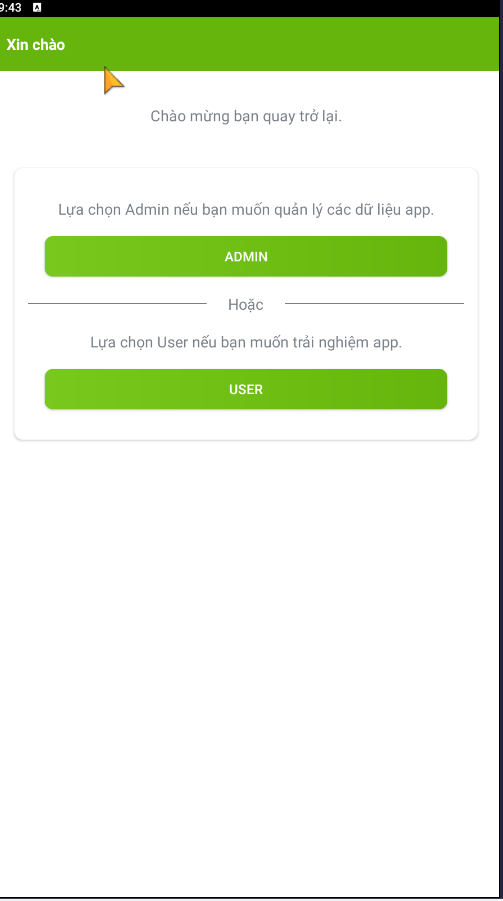 9:43
Xin chào
Chào mừng bạn quay trở lại.
Lựa chọn Admin nếu bạn muốn quản lý các dữ liệu app.
ADMIN
Hoặc
Lựa chọn User nếu bạn muốn trải nghiệm app.
USER